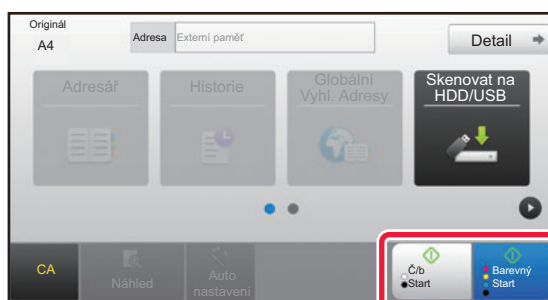 Originál
A4
Adresa
Externí paměť
Detail
Adresář
Historie
Globální
Vyhl. Adresy
Skenovat na
HDD/USB
CA
Náhled
Auto
nastavení
Č/b
Start
Barevný
Start